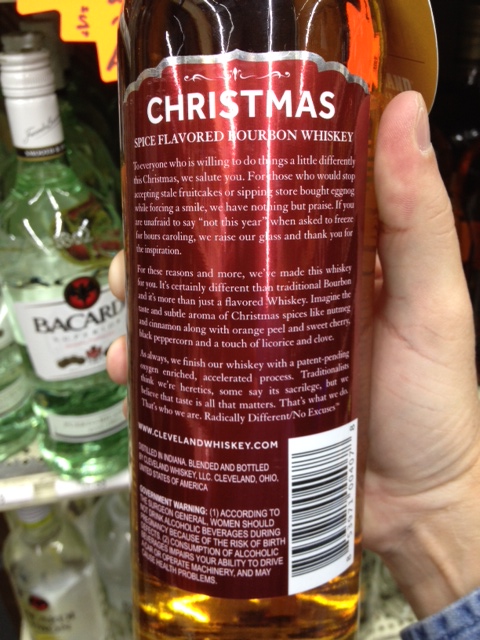 CHRISTMAS
SPICE FLAVORED BOURBON WHISKEY
To everyone who is willing to do things a little differently
this Christmas, we salute you. For those who would stop
accepting stale fruitcakes or sipping store bought eggnog
while forcing a smile, we have nothing but praise. If you
are unafraid to say "not this year" when asked to freeze
for hours caroling, we raise our glass and thank you for
the inspiration.
For these reasons and more, we've made this whiskey
for you. It's certainly different than traditional Bourbon
and it's more than just a flavored Whiskey. Imagine the
taste and subtle aroma of Christmas spices like nutmeg
and cinnamon along with orange peel and sweet cherry,
black peppercorn and a touch of licorice and clove.
As always, we finish our whiskey with a patent-pending
oxygen enriched, accelerated process. Traditionalists
think we're heretics, some say its sacrilege, but we
believe that taste is all that matters. That's what we do.
That's who we are. Radically Different/No Excuses
WWW.CLEVELANDWHISKEY.COM
DISTILLED IN INDIANA. BLENDED AND BOTTLED
BY CLEVELAND WHISKEY, LLC. CLEVELAND, OHIO.
UNITED STATES OF AMERICA
GOVERNMENT WARNING: (1) ACCORDING TO
SURGEON GENERAL, WOMEN SHOULD
NOT DRINK ALCOHOLIC BEVERAGES DURING
PREGNANCY BECAUSE OF THE RISK OF BIRTH
DEFECTS. (2) CONSUMPTION OF ALCOHOLIC
IMPAIRS YOUR ABILITY TO DRIVE
A CAR OR OPERATE MACHINERY, AND MAY
CAUSE HEALTH PROBLEMS.
BACARDI
SUPERIOR